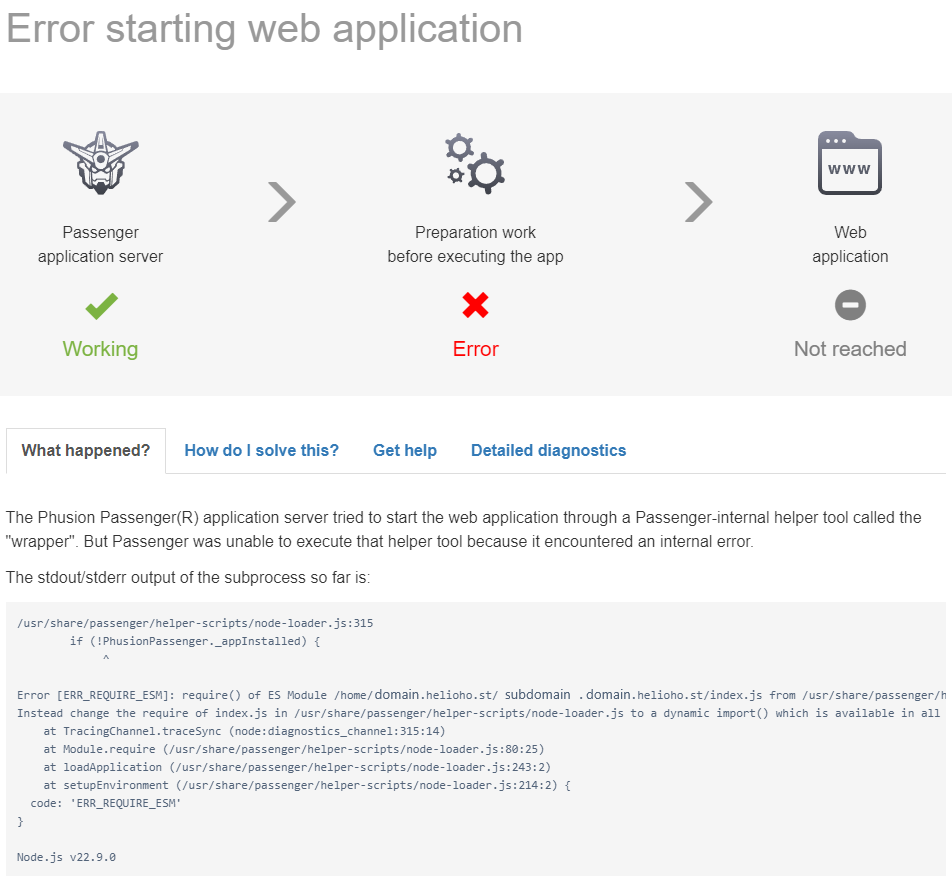 Error starting web application
www
Passenger
application server
Preparation work
before executing the app
Web
application
Working
Error
Not reached
What happened?
How do I solve this?
Get help
Detailed diagnostics
The Phusion Passenger(R) application server tried to start the web application through a Passenger-internal helper tool called the
"wrapper". But Passenger was unable to execute that helper tool because it encountered an internal error.
The stdout/stderr output of the subprocess so far is:
/usr/share/passenger/helper-scripts/node-loader.js:315
        if (!PhusionPassenger._appInstalled) {
             ^
Error [ERR_REQUIRE_ESM]: require() of ES Module /home/domain.helioho.st/ subdomain .domain.helioho.st/index.js from /usr/share/passenger/h
Instead change the require of index.js in /usr/share/passenger/helper-scripts/node-loader.js to a dynamic import() which is available in all
    at TracingChannel.traceSync (node:diagnostics_channel:315:14)
    at Module.require (/usr/share/passenger/helper-scripts/node-loader.js:80:25)
    at loadApplication (/usr/share/passenger/helper-scripts/node-loader.js:243:2)
    at setupEnvironment (/usr/share/passenger/helper-scripts/node-loader.js:214:2) {
  code: 'ERR_REQUIRE_ESM'
}
Node.js v22.9.0